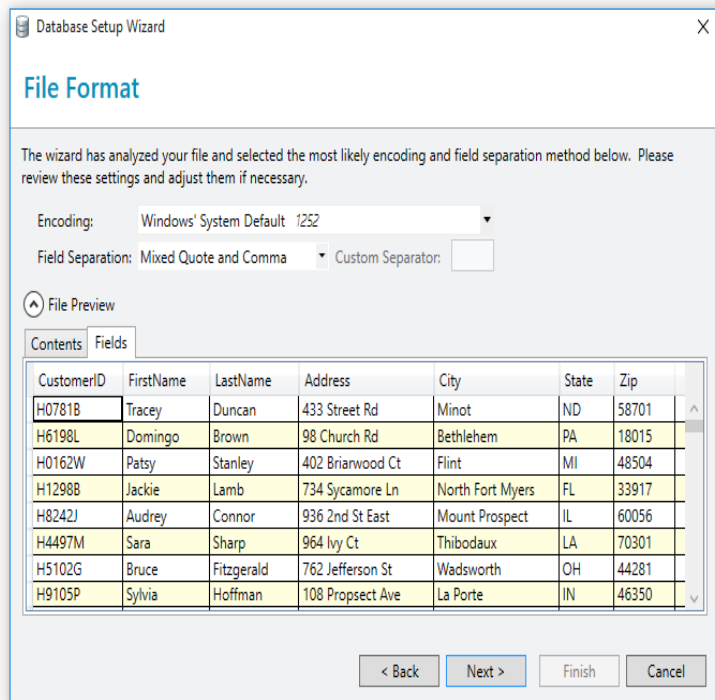 Database Setup Wizard X
File Format
The wizard has analyzed your file and selected the most likely encoding and field separation method below. Please
review these settings and adjust them if necessary.
Encoding: Windows' System Default 1252
Field Separation: Mixed Quote and Comma Custom Separator:
File Preview
Contents Fields
CustomerID FirstName LastName Address City State Zip
H0781B Tracey Duncan 433 Street Rd Minot ND 58701
H6198L Domingo Brown 98 Church Rd Bethlehem PA 18015
H0162W Patsy Stanley 402 Briarwood Ct Flint MI 48504
H1298B Jackie Lamb 734 Sycamore Ln North Fort Myers FL 33917
H8242J Audrey Connor 936 2nd St East Mount Prospect IL 60056
H4497M Sara Sharp 964 Ivy Ct Thibodaux LA 70301
H5102G Bruce Fitzgerald 762 Jefferson St Wadsworth OH 44281
H9105P Sylvia Hoffman 108 Propsect Ave La Porte IN 46350
< Back Next > Finish Cancel